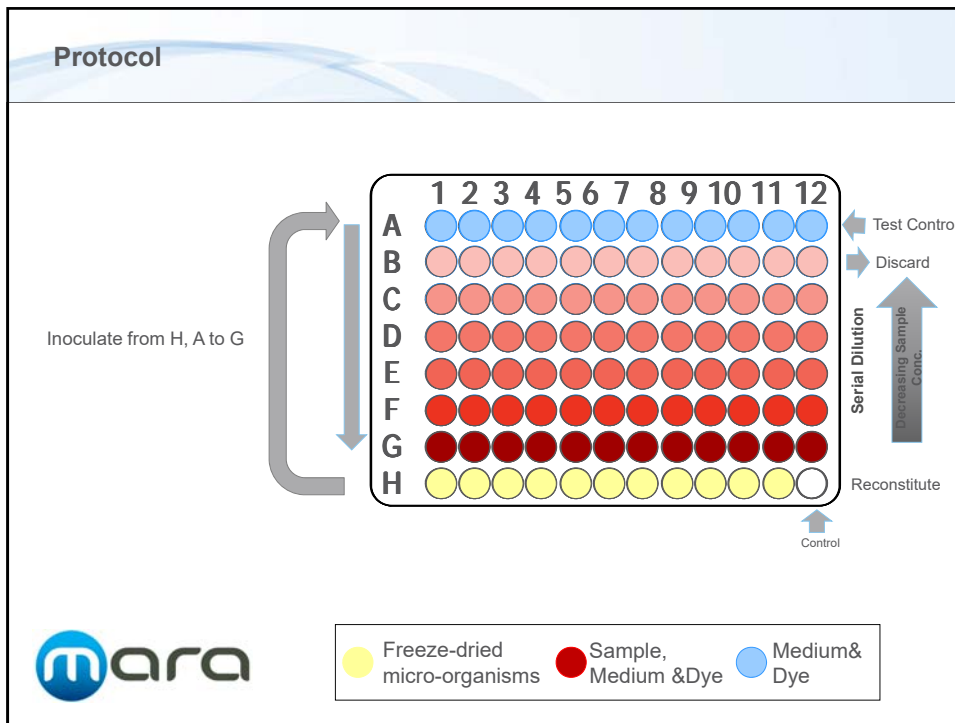 Protocol
1 2 3 4 5 6 7 8 9 10 11 12
A
Test Contro
B
Discard
C
Inoculate from H, A to G
D
E
Serial Dilution
Decreasing Sample
Conc.
F
G
H
Reconstitute
Control
mara
Freeze-dried
micro-organisms
Sample,
Medium &Dye
Medium&
Dye